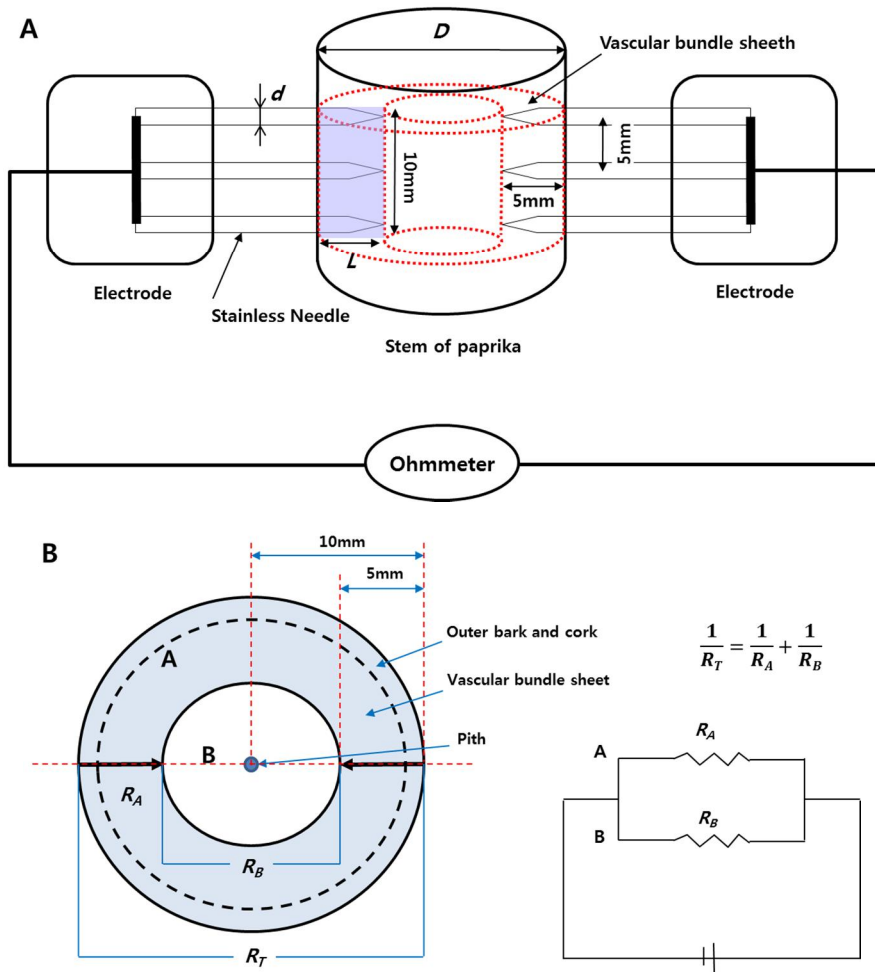 A
D
Vascular bundle sheeth
d
10mm
5mm
5mm
L
Electrode
Electrode
Stainless Needle
Stem of paprika
Ohmmeter
B
10mm
5mm
Outer bark and cork
A
Vascular bundle sheet
B
Pith
R_A
R_B
R_T
1/R_T = 1/R_A + 1/R_B
A
R_A
B
R_B